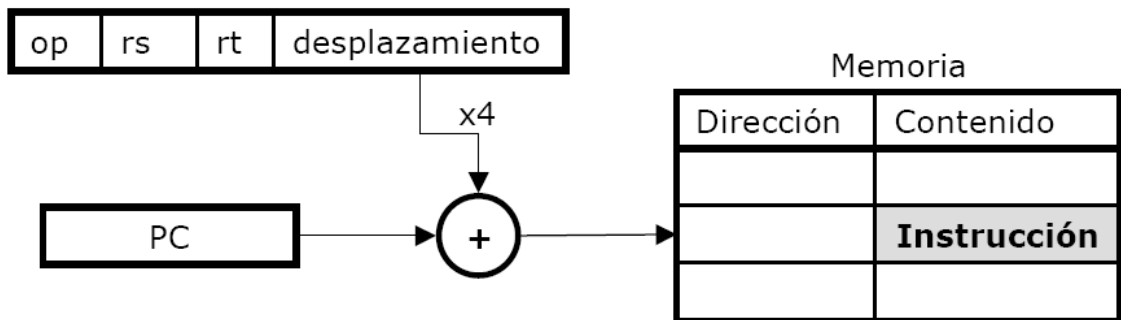 op rs rt desplazamiento
Memoria
x4
Dirección Contenido
PC + Instrucción